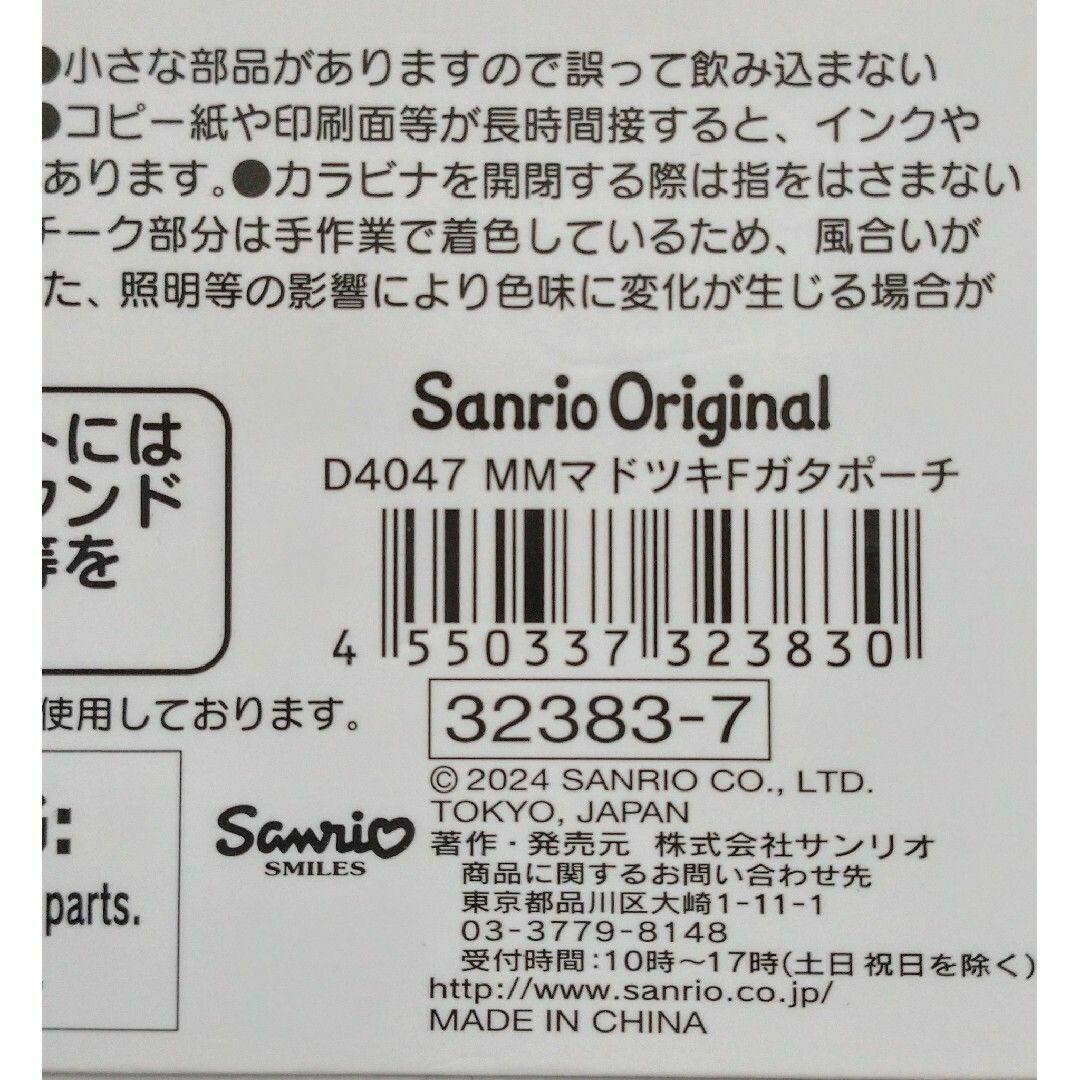 ●小さな部品がありますので誤って飲み込まない
●コピー紙や印刷面等が長時間接すると、インクや
あります。●カラビナを開閉する際は指をはさまない
チーク部分は手作業で着色しているため、風合いが
た、照明等の影響により色味に変化が生じる場合が
Sanrio Original
D4047 MMマドツキFガタポーチ
トには
ウンド
等を
4 550337 323830
32383-7
使用しております。
© 2024 SANRIO CO., LTD.
TOKYO, JAPAN
著作・発売元 株式会社サンリオ
商品に関するお問い合わせ先
東京都品川区大崎1-11-1
03-3779-8148
受付時間:10時～17時(土日祝日を除く)
http://www.sanrio.co.jp/
MADE IN CHINA
Sanrio
SMILES
G:
parts.